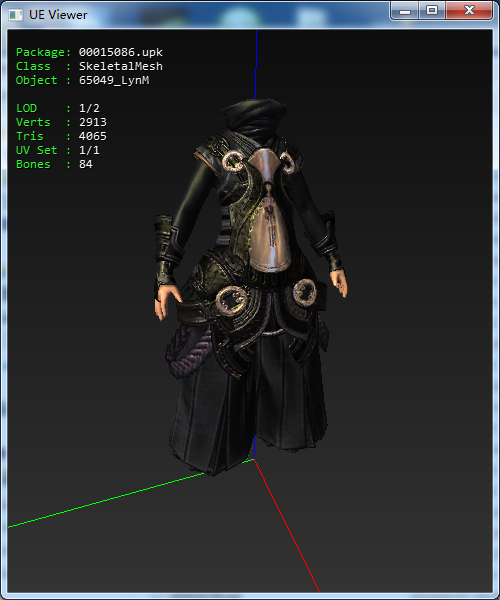 UE Viewer
Package: 00015086.upk
Class : SkeletalMesh
Object : 65049_LynM
LOD : 1/2
Verts : 2913
Tris : 4065
UV Set : 1/1
Bones : 84